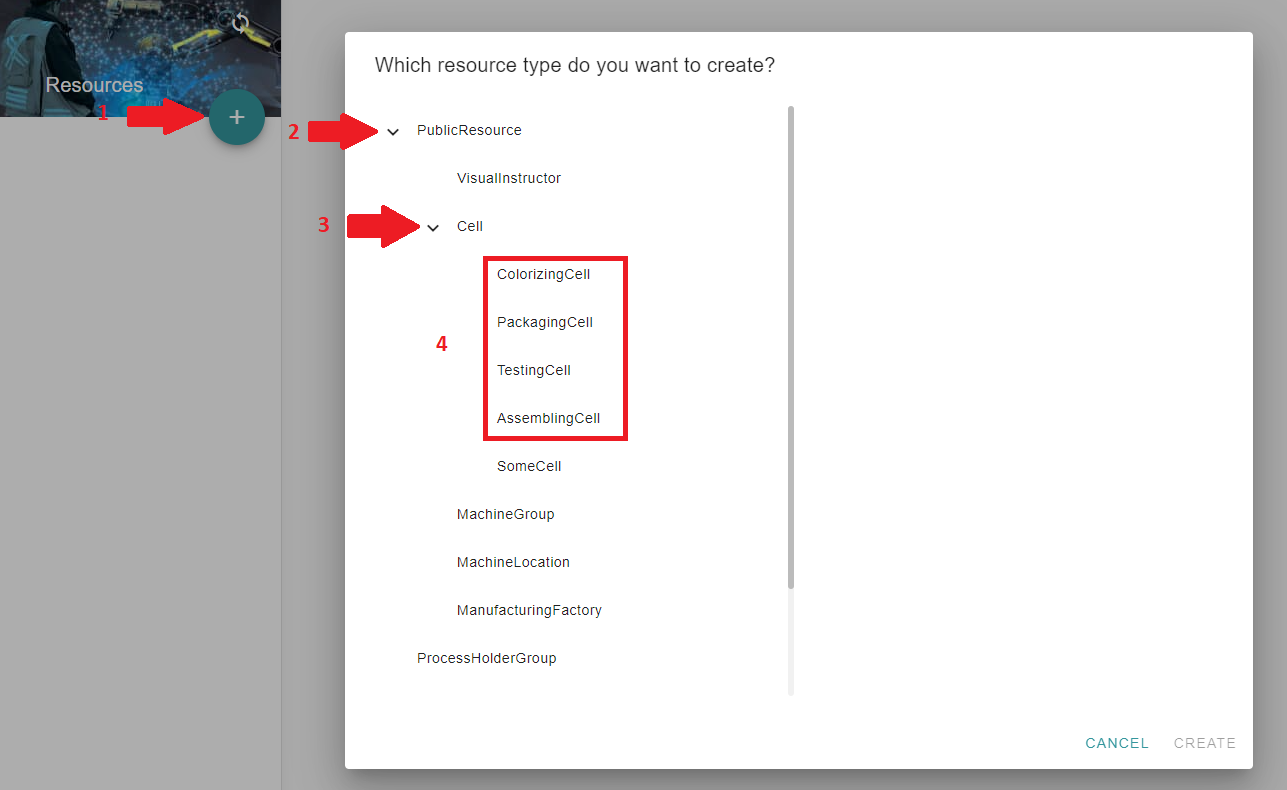 Which resource type do you want to create?
Resources
1
+
2
PublicResource
VisualInstructor
3
Cell
ColorizingCell
PackagingCell
4
TestingCell
AssemblingCell
SomeCell
MachineGroup
MachineLocation
ManufacturingFactory
ProcessHolderGroup
CANCEL CREATE